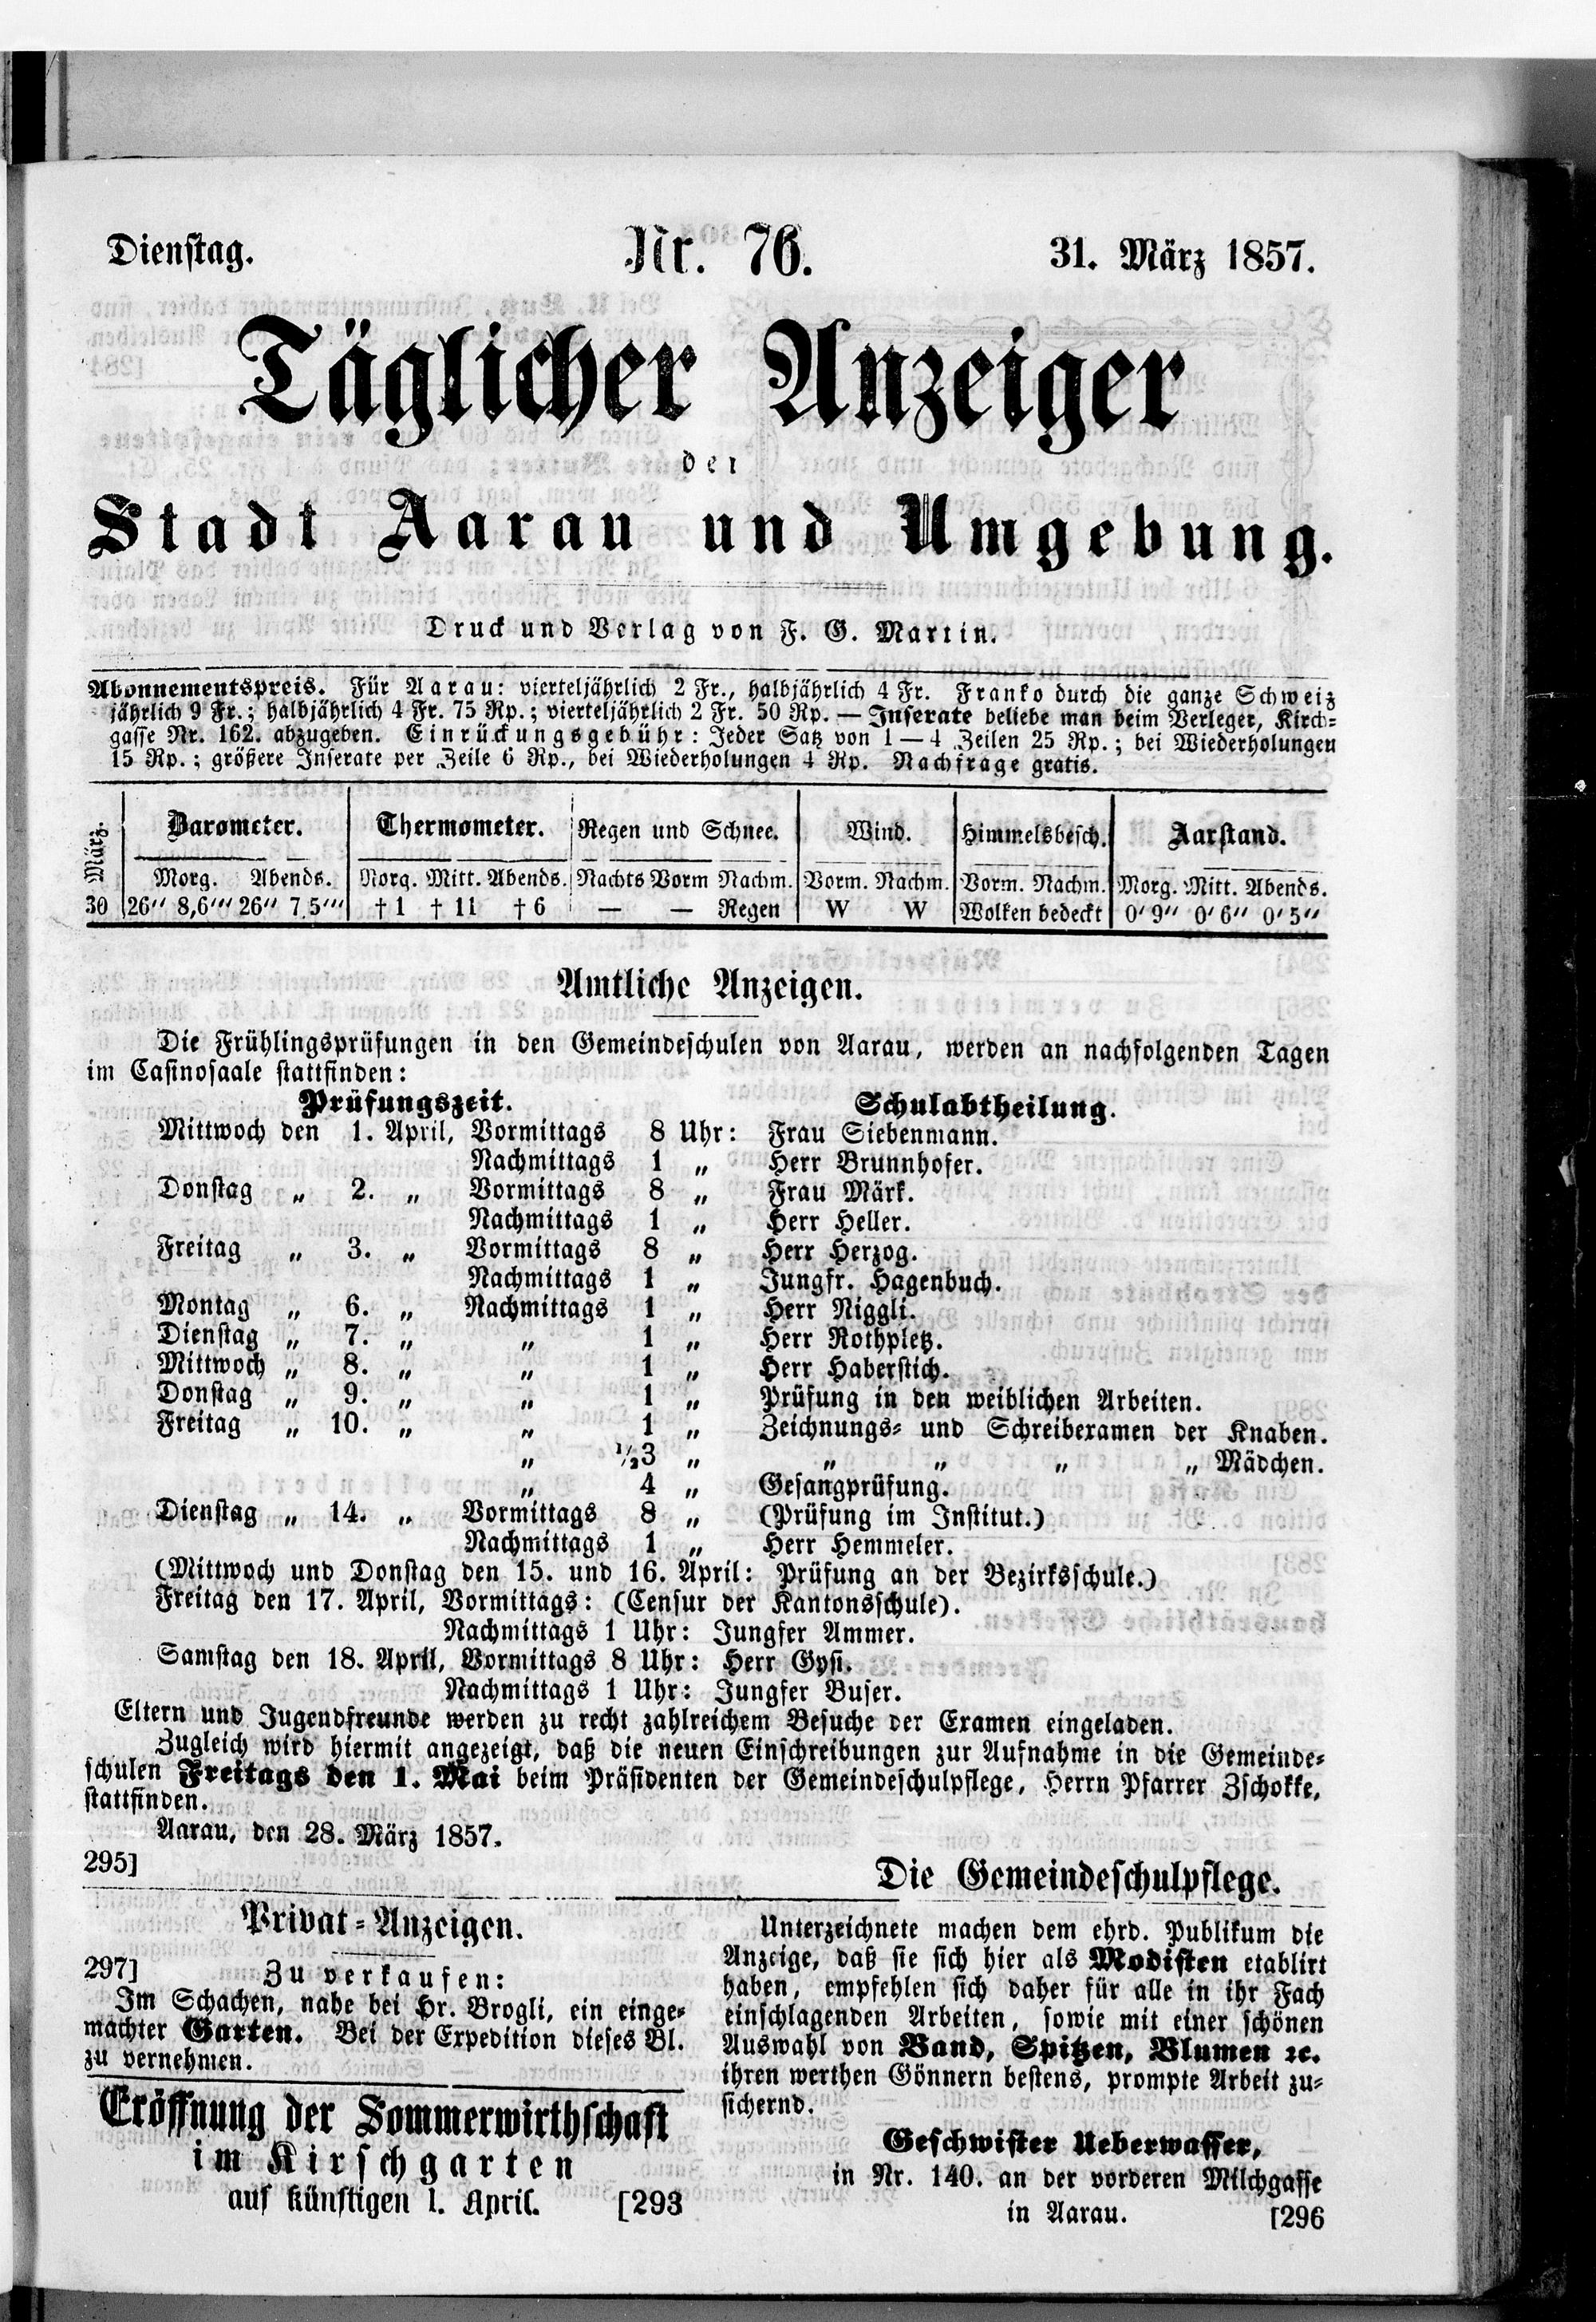 Dienstag.
Nr. 76.
31. März 1857.
Täglicher Anzeiger
der
Stadt Aarau und Umgebung.
Druck und Verlag von F. G. Martin.
Abonnementspreis. Für Aarau: vierteljährlich 2 Fr., halbjährlich 4 Fr. Franko durch die ganze Schweiz
jährlich 9 Fr.; halbjährlich 4 Fr. 75 Rp.; vierteljährlich 2 Fr. 50 Rp. — Inserate beliebe man beim Verleger, Kirch-
gasse Nr. 162. abzugeben. Einrückungsgebühr: Jeder Satz von 1—4 Zeilen 25 Rp.; bei Wiederholungen
15 Rp.; größere Inserate per Zeile 6 Rp., bei Wiederholungen 4 Rp. Nachfrage gratis.
März. Barometer. Thermometer. Regen und Schnee. Wind. Himmelsbesch. Aarstand.
Morg. Abends. Morg. Mitt. Abends. Nachts Vorm Nachm. Vorm. Nachm. Vorm. Nachm. Morg. Mitt. Abends.
30 26'' 8,6''' 26'' 7,5''' †1 †11 †6 — — Regen W W Wolken bedeckt 0' 9'' 0' 6'' 0' 5''
Amtliche Anzeigen.
Die Frühlingsprüfungen in den Gemeindeschulen von Aarau, werden an nachfolgenden Tagen
im Casinosaale stattfinden:
Prüfungszeit. Schulabtheilung.
Mittwoch den 1. April, Vormittags 8 Uhr: Frau Siebenmann.
Nachmittags 1 „ Herr Brunnhofer.
Donstag „ 2. „ Vormittags 8 „ Frau Märk.
Nachmittags 1 „ Herr Heller.
Freitag „ 3. „ Vormittags 8 „ Herr Herzog.
Nachmittags 1 „ Jungfr. Hagenbuch.
Montag „ 6. „ Nachmittags 1 „ Herr Niggli.
Dienstag „ 7. „ „ 1 „ Herr Rothpletz.
Mittwoch „ 8. „ „ 1 „ Herr Haberstich.
Donstag „ 9. „ „ 1 „ Prüfung in den weiblichen Arbeiten.
Freitag „ 10. „ „ 1 „ Zeichnungs- und Schreibexamen der Knaben.
„ ½3 „ „ „ „ „ Mädchen.
„ 4 „ Gesangprüfung.
Dienstag „ 14. „ Vormittags 8 „ (Prüfung im Institut.)
Nachmittags 1 „ Herr Hemmeler.
(Mittwoch und Donstag den 15. und 16. April: Prüfung an der Bezirksschule.)
Freitag den 17. April, Vormittags: (Censur der Kantonsschule).
Nachmittags 1 Uhr: Jungfer Ammer.
Samstag den 18. April, Vormittags 8 Uhr: Herr Gysi.
Nachmittags 1 Uhr: Jungfer Buser.
Eltern und Jugendfreunde werden zu recht zahlreichem Besuche der Examen eingeladen.
Zugleich wird hiermit angezeigt, daß die neuen Einschreibungen zur Aufnahme in die Gemeinde-
schulen Freitags den 1. Mai beim Präsidenten der Gemeindeschulpflege, Herrn Pfarrer Zschokke,
stattfinden.
Aarau, den 28. März 1857.
295] Die Gemeindeschulpflege.
Privat-Anzeigen.
297] Zu verkaufen:
Im Schachen, nahe bei Hr. Brogli, ein einge-
machter Garten. Bei der Expedition dieses Bl.
zu vernehmen.
Eröffnung der Sommerwirthschaft
im Kirschgarten
auf künftigen 1. April. [293
Unterzeichnete machen dem ehrd. Publikum die
Anzeige, daß sie sich hier als Modisten etablirt
haben, empfehlen sich daher für alle in ihr Fach
einschlagenden Arbeiten, sowie mit einer schönen
Auswahl von Band, Spitzen, Blumen ꝛc.
ihren werthen Gönnern bestens, prompte Arbeit zu-
sichernd.
Geschwister Ueberwasser,
in Nr. 140. an der vorderen Milchgasse
in Aarau. [296